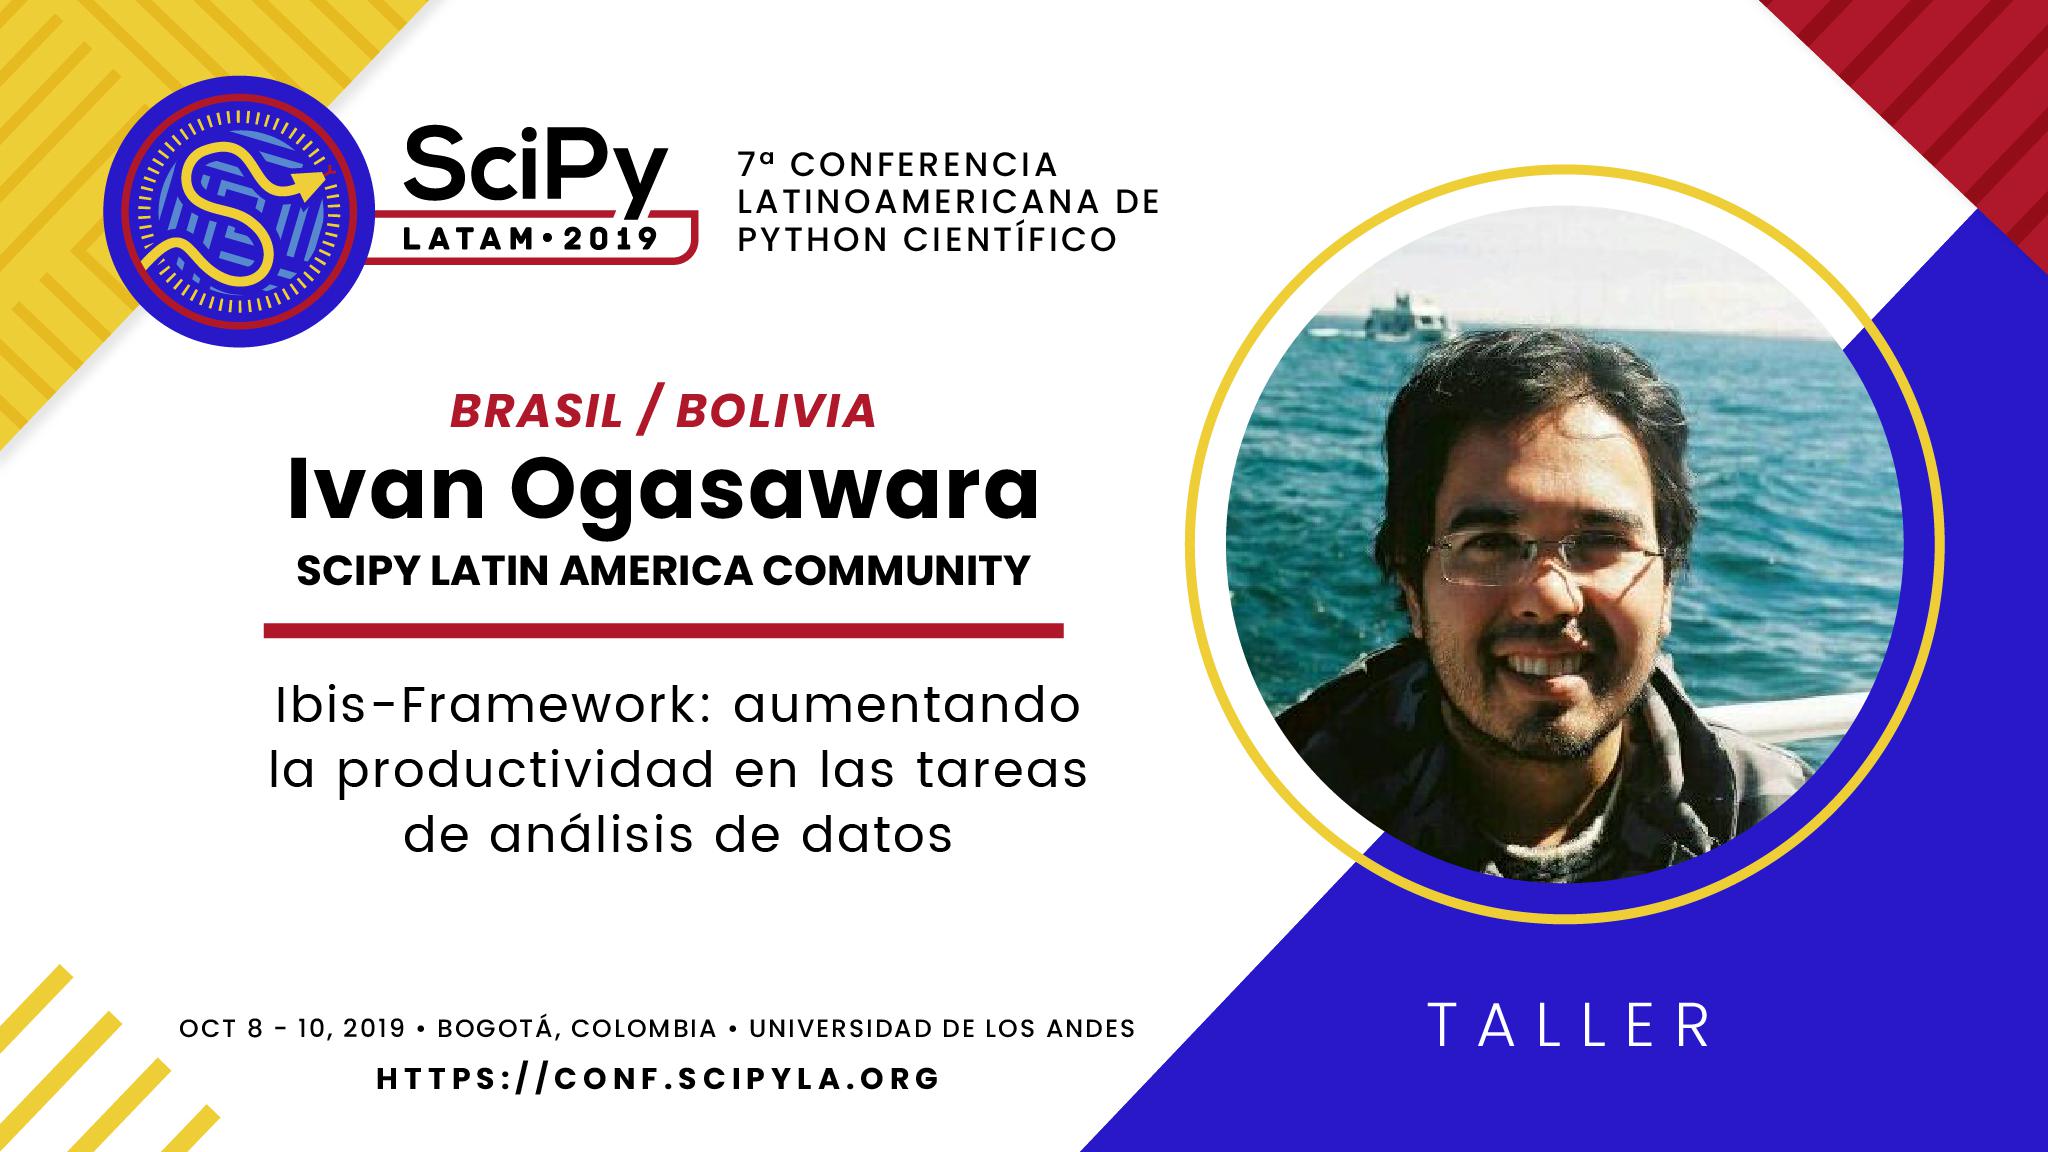 SciPy
LATAM•2019
7ª CONFERENCIA
LATINOAMERICANA DE
PYTHON CIENTÍFICO
BRASIL / BOLIVIA
Ivan Ogasawara
SCIPY LATIN AMERICA COMMUNITY
Ibis-Framework: aumentando
la productividad en las tareas
de análisis de datos
OCT 8 - 10, 2019 • BOGOTÁ, COLOMBIA • UNIVERSIDAD DE LOS ANDES
HTTPS://CONF.SCIPYLA.ORG
TALLER